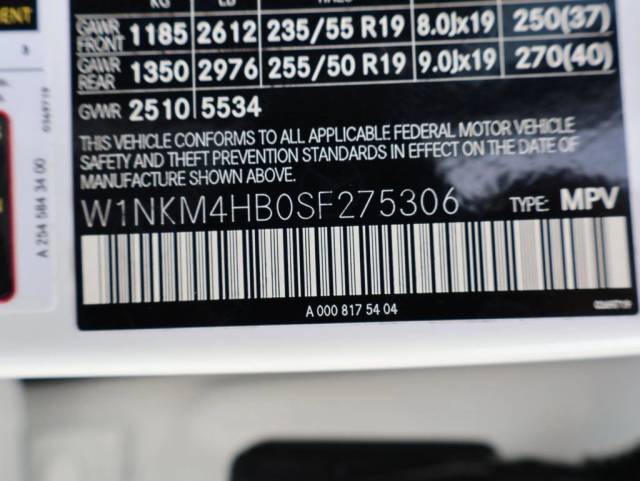 KG LB
GAWR FRONT 1185 2612 235/55 R19 8.0Jx19 250(37)
GAWR REAR 1350 2976 255/50 R19 9.0Jx19 270(40)
GVWR 2510 5534
THIS VEHICLE CONFORMS TO ALL APPLICABLE FEDERAL MOTOR VEHICLE
SAFETY AND THEFT PREVENTION STANDARDS IN EFFECT ON THE DATE OF
MANUFACTURE SHOWN ABOVE.
W1NKM4HB0SF275306 TYPE: MPV
A 000 817 54 04
A 254 584 34 00